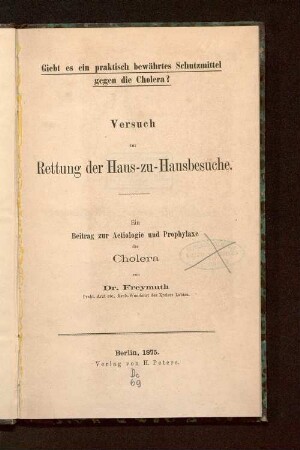 Giebt es ein praktisch bewährtes Schutzmittel
gegen die Cholera?
Versuch
zur
Rettung der Haus-zu-Hausbesuche.
Ein
Beitrag zur Aetiologie und Prophylaxe
der
Cholera
von
Dr. Freymuth
Berlin, 1875.
Verlag von H. Peters.